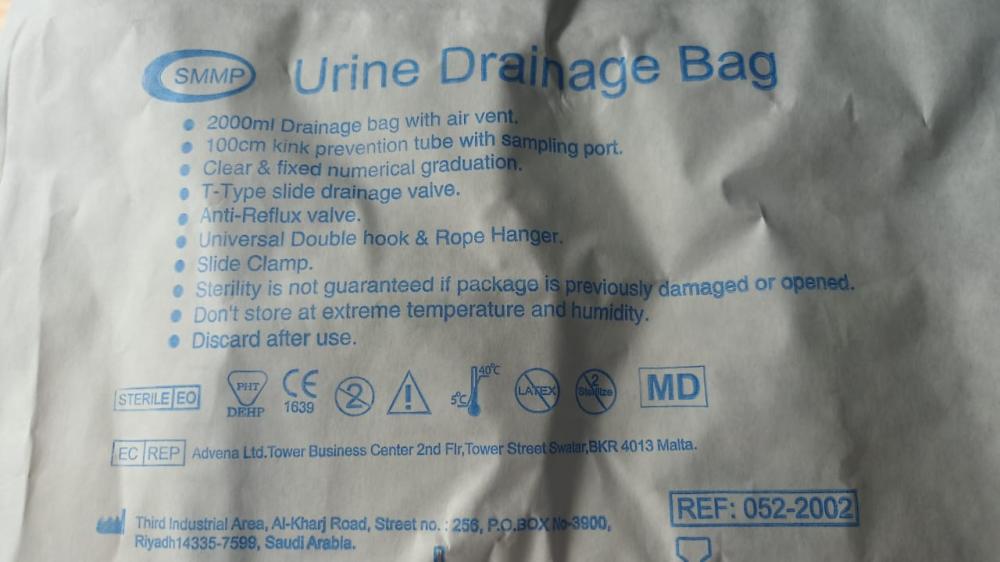 SMMP Urine Drainage Bag
2000ml Drainage bag with air vent.
100cm kink prevention tube with sampling port.
Clear & fixed numerical graduation.
T-Type slide drainage valve.
Anti-Reflux valve.
Universal Double hook & Rope Hanger.
Slide Clamp.
Sterility is not guaranteed if package is previously damaged or opened.
Don't store at extreme temperature and humidity.
Discard after use.
STERILE EO PHT DEHP CE 1639 2 ! 5°C 40°C LATEX 2 Sterilize MD
EC REP Advena Ltd.Tower Business Center 2nd Flr,Tower Street Swatar,BKR 4013 Malta.
REF: 052-2002
Third Industrial Area, Al-Kharj Road, Street no. : 256, P.O.BOX No-3900,
Riyadh14335-7599, Saudi Arabia.